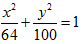 x²/64 + y²/100 = 1